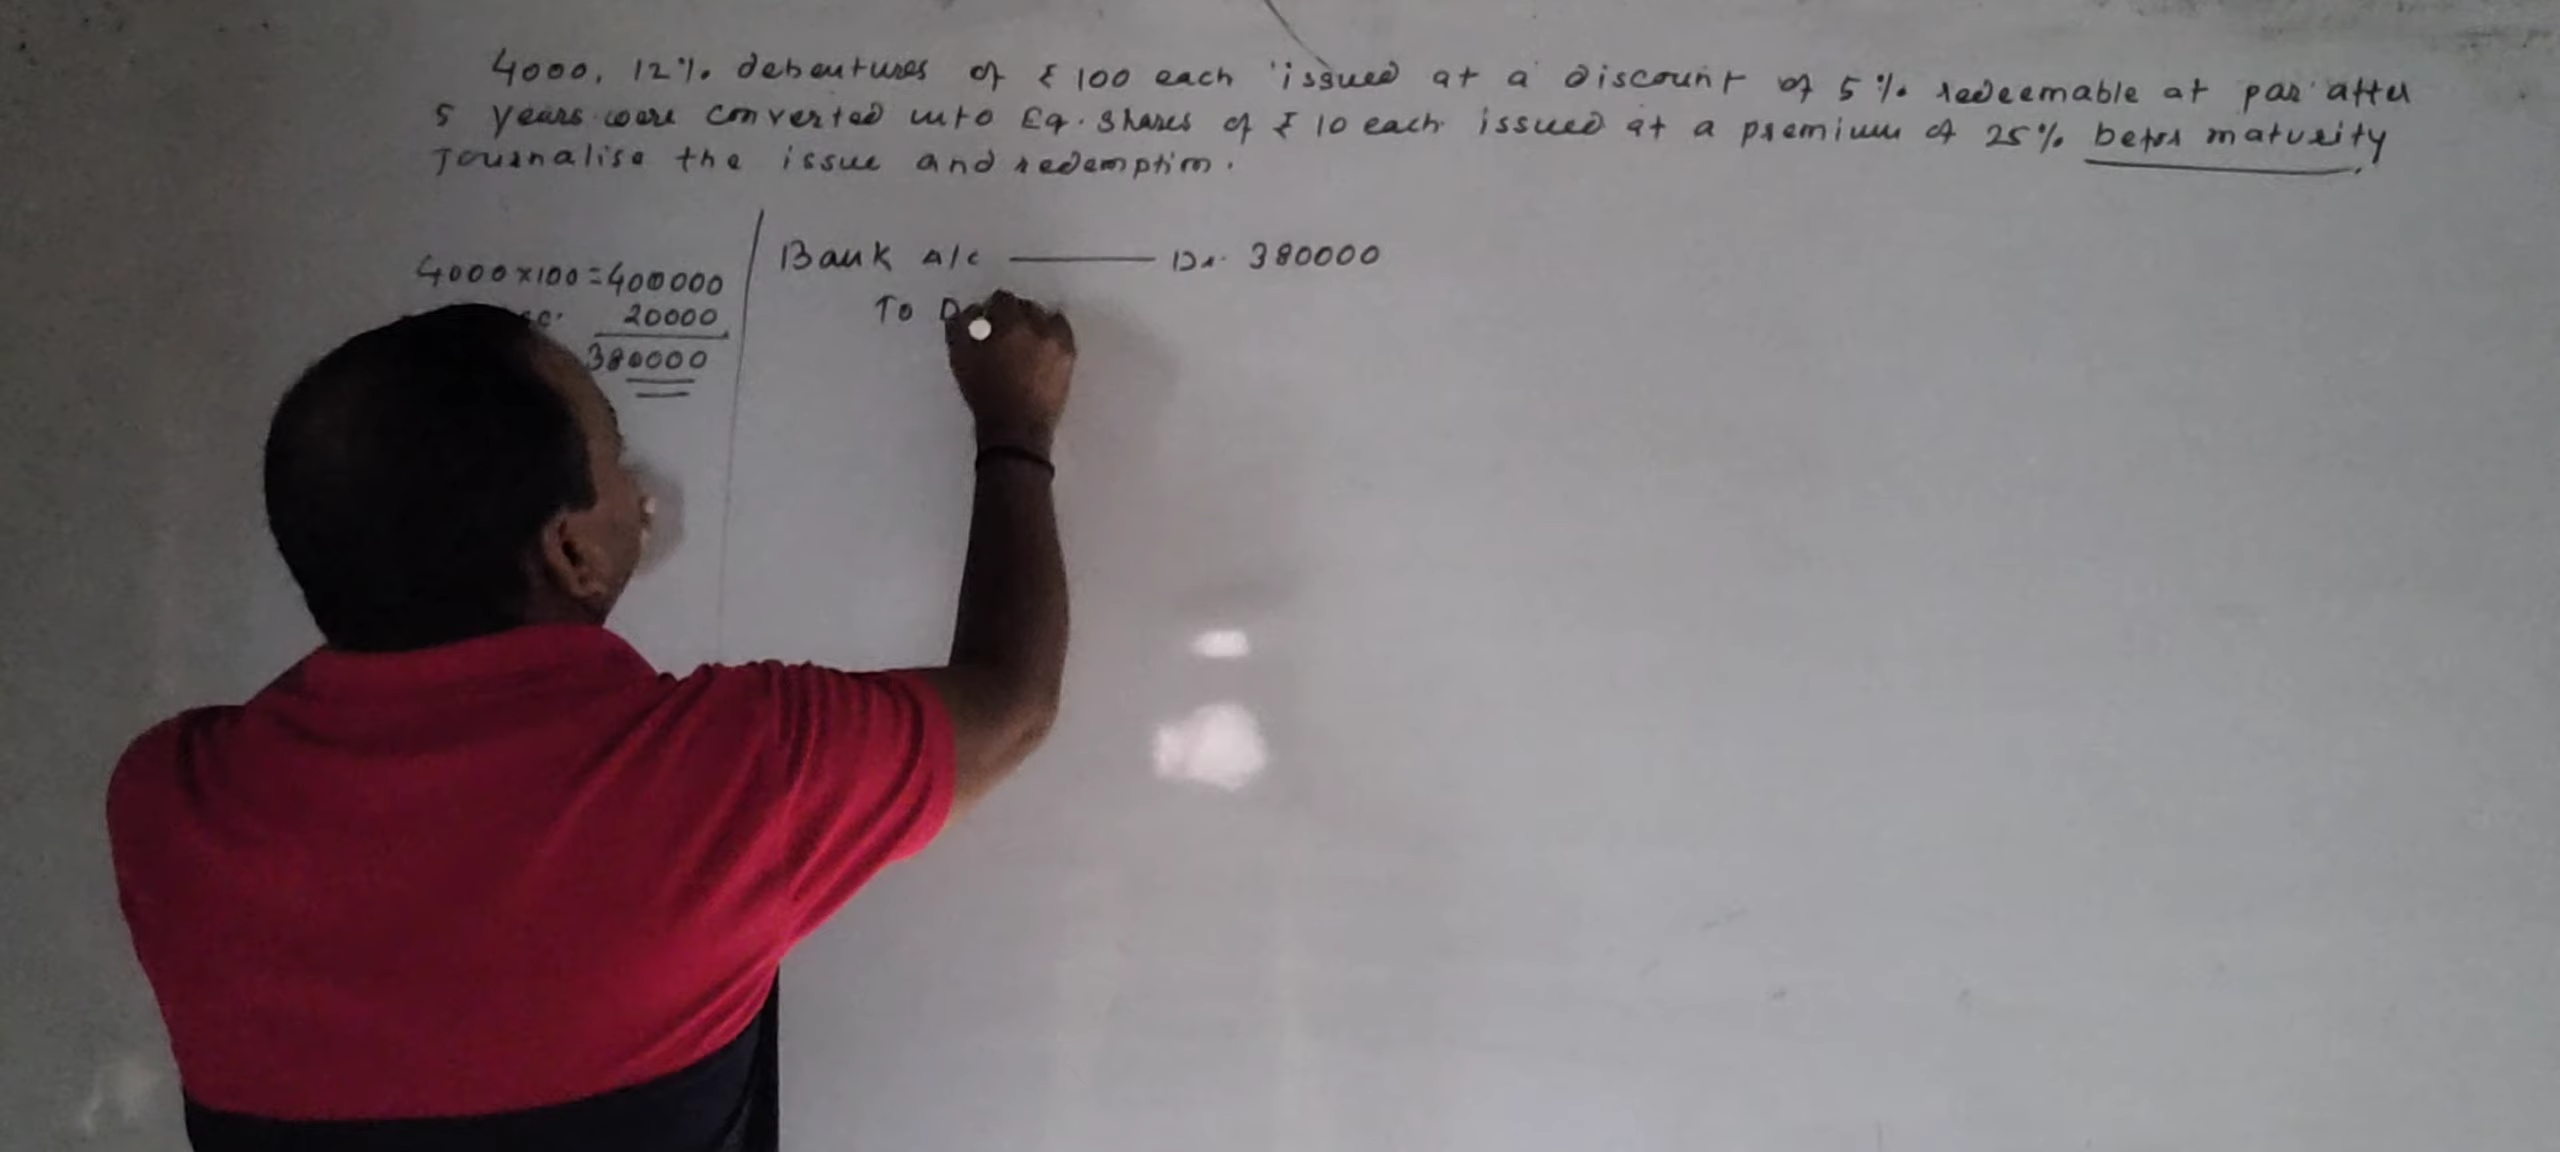 4000, 12% debentures of ₹ 100 each issued at a discount of 5% redeemable at par after
5 years were converted into Eq. Shares of ₹ 10 each issued at a premium of 25% before maturity
Journalise the issue and redemption.
4000 x 100 = 400000
20000
380000
Bank A/c ——— Dr. 380000
To